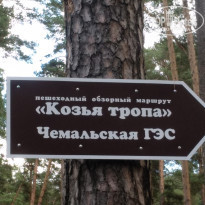 пешеходный обзорный маршрут
«Козья тропа»
Чемальская ГЭС